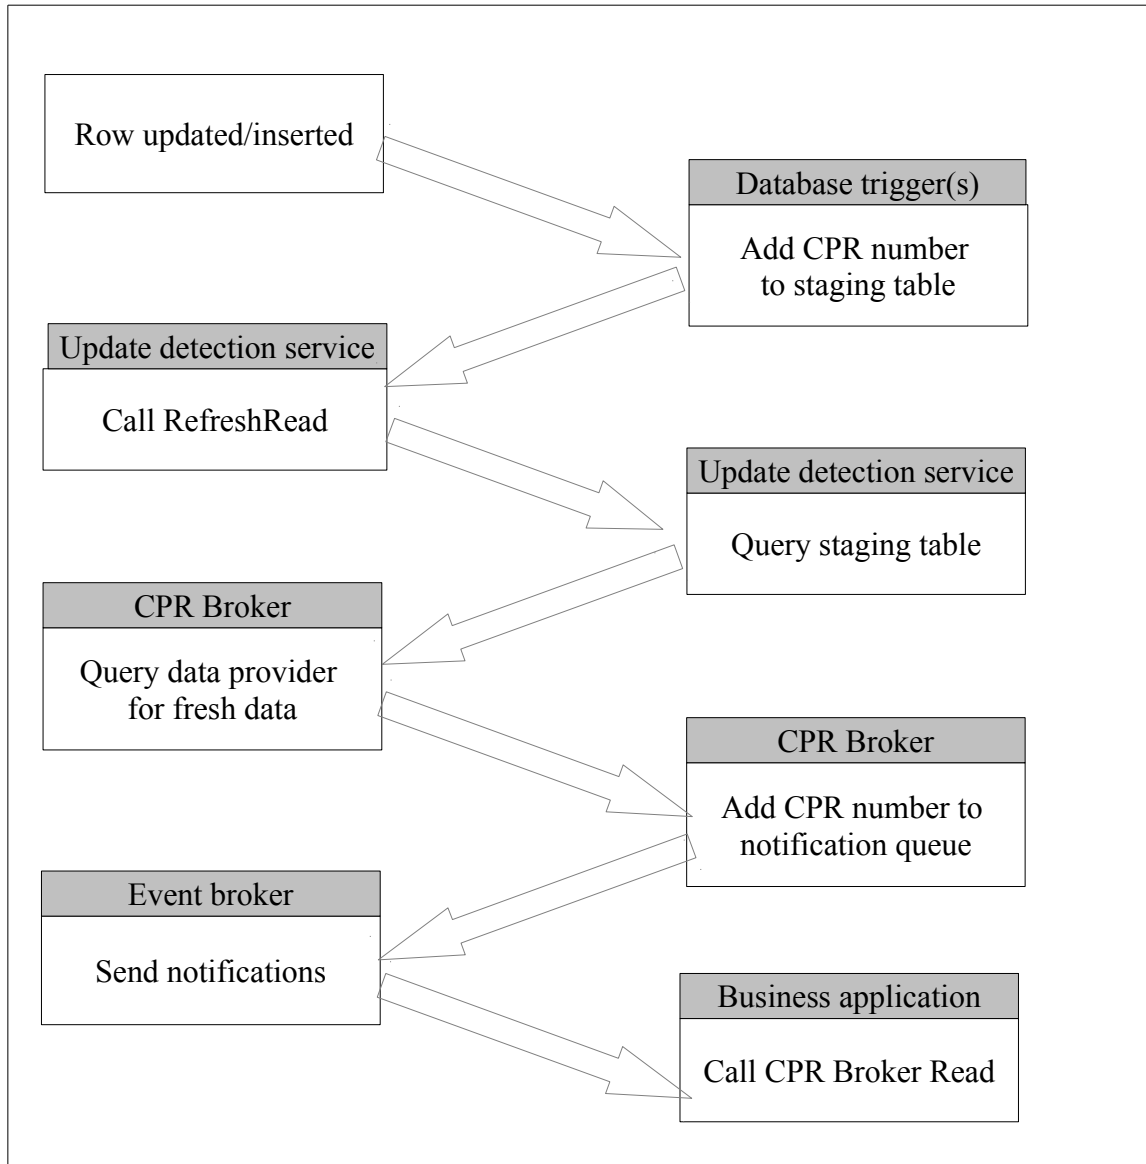 Row updated/inserted
Database trigger(s)
Add CPR number
to staging table
Update detection service
Call RefreshRead
Update detection service
Query staging table
CPR Broker
Query data provider
for fresh data
CPR Broker
Add CPR number to
notification queue
Event broker
Send notifications
Business application
Call CPR Broker Read